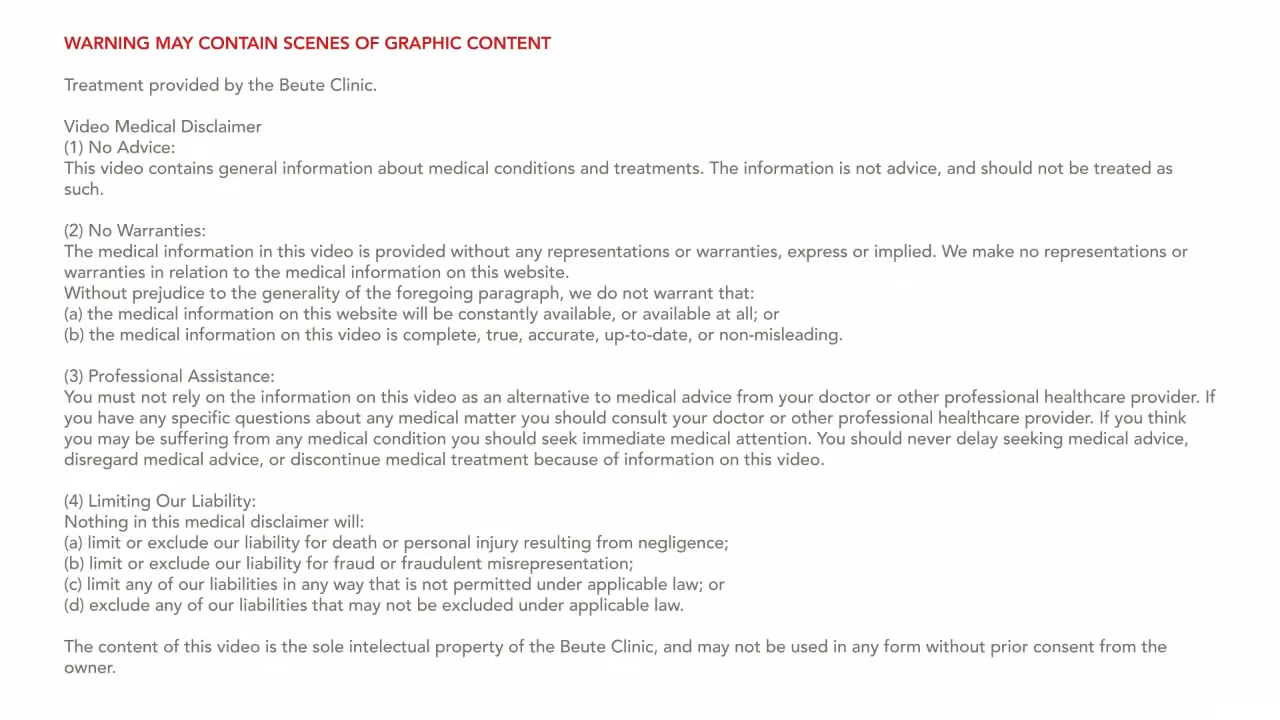 WARNING MAY CONTAIN SCENES OF GRAPHIC CONTENT
Treatment provided by the Beute Clinic.
Video Medical Disclaimer
(1) No Advice:
This video contains general information about medical conditions and treatments. The information is not advice, and should not be treated as
such.
(2) No Warranties:
The medical information in this video is provided without any representations or warranties, express or implied. We make no representations or
warranties in relation to the medical information on this website.
Without prejudice to the generality of the foregoing paragraph, we do not warrant that:
(a) the medical information on this website will be constantly available, or available at all; or
(b) the medical information on this video is complete, true, accurate, up-to-date, or non-misleading.
(3) Professional Assistance:
You must not rely on the information on this video as an alternative to medical advice from your doctor or other professional healthcare provider. If
you have any specific questions about any medical matter you should consult your doctor or other professional healthcare provider. If you think
you may be suffering from any medical condition you should seek immediate medical attention. You should never delay seeking medical advice,
disregard medical advice, or discontinue medical treatment because of information on this video.
(4) Limiting Our Liability:
Nothing in this medical disclaimer will:
(a) limit or exclude our liability for death or personal injury resulting from negligence;
(b) limit or exclude our liability for fraud or fraudulent misrepresentation;
(c) limit any of our liabilities in any way that is not permitted under applicable law; or
(d) exclude any of our liabilities that may not be excluded under applicable law.
The content of this video is the sole intelectual property of the Beute Clinic, and may not be used in any form without prior consent from the
owner.